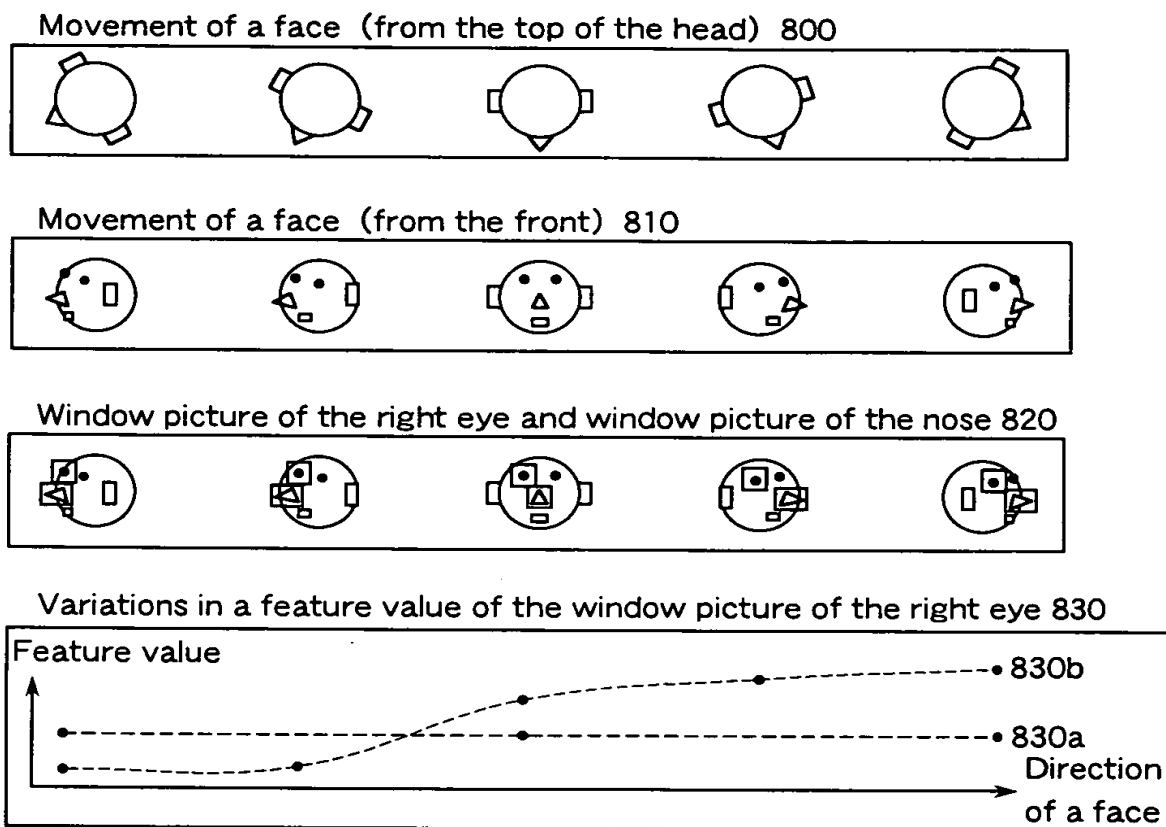 Movement of a face (from the top of the head) 800
Movement of a face (from the front) 810
Window picture of the right eye and window picture of the nose 820
Variations in a feature value of the window picture of the right eye 830
Feature value
830b
830a
Direction
of a face